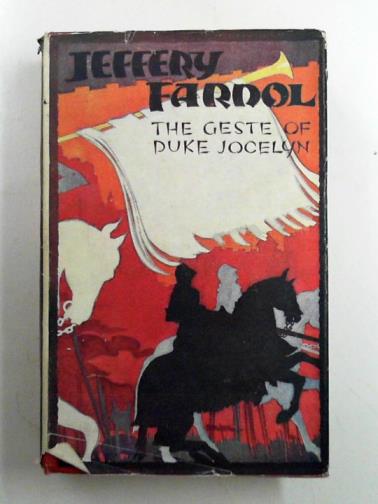 JEFFERY
FARNOL
THE GESTE OF
DUKE JOCELYN